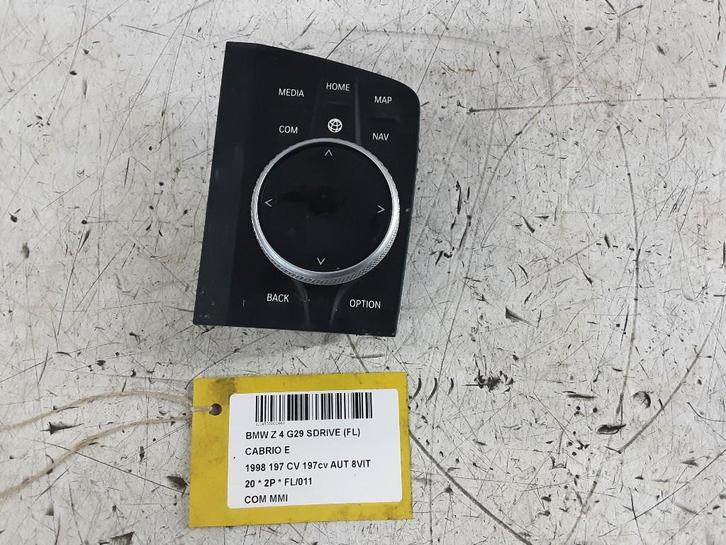 HOME
MEDIA
MAP
COM
NAV
BACK
OPTION
BMW Z 4 G29 SDRIVE (FL)
CABRIO E
1998 197 CV 197cv AUT 8VIT
20 * 2P * FL/011
COM MMI